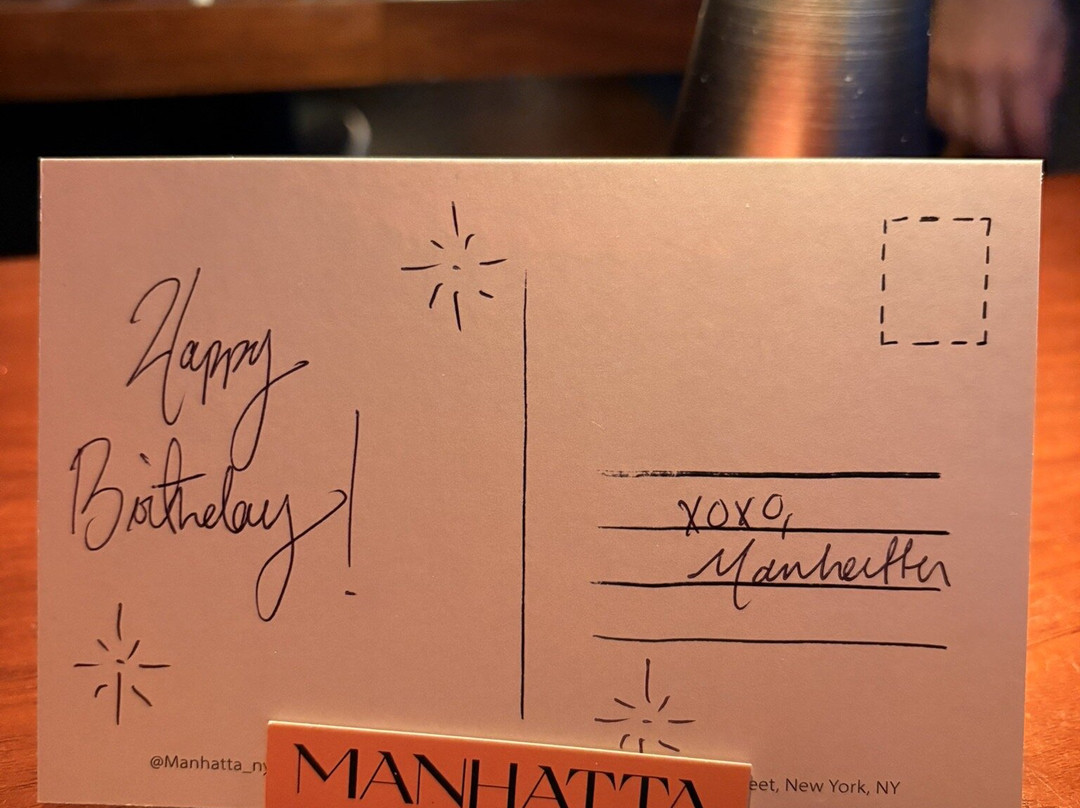 Happy
Birthday!
xoxo,
Manhatta
@Manhatta_ny
MANHATTA
eet, New York, NY